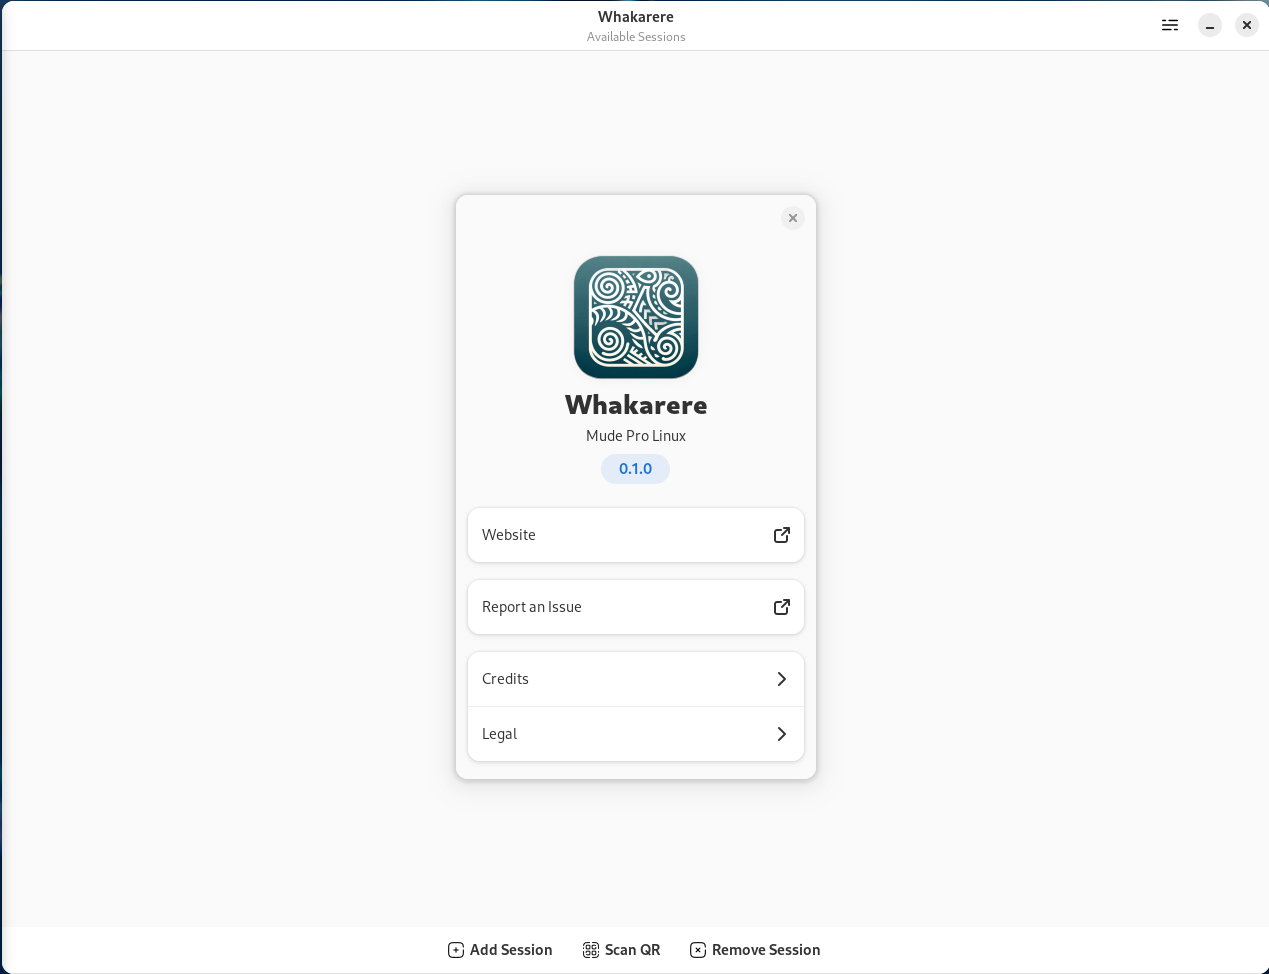 Whakarere
Available Sessions
Whakarere
Mude Pro Linux
0.1.0
Website
Report an Issue
Credits
Legal
Add Session
Scan QR
Remove Session